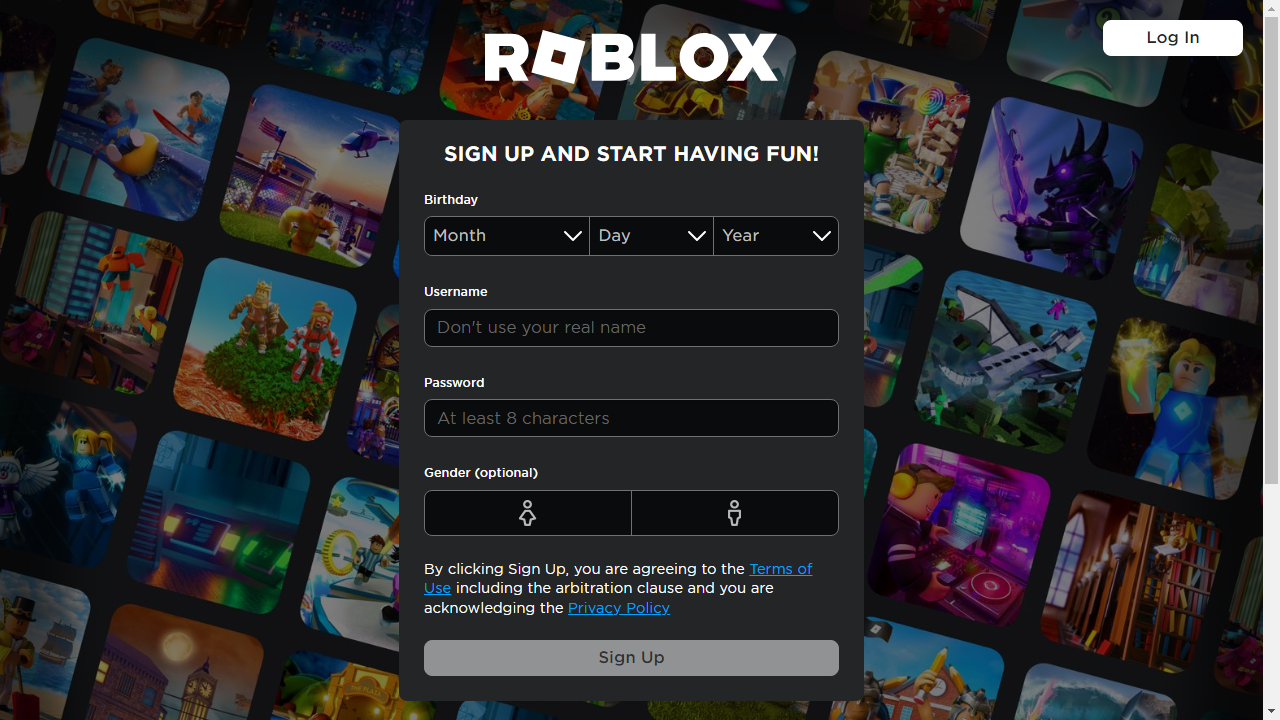 ROBLOX
Log In
SIGN UP AND START HAVING FUN!
Birthday
Month Day Year
Username
Don't use your real name
Password
At least 8 characters
Gender (optional)
By clicking Sign Up, you are agreeing to the Terms of
Use including the arbitration clause and you are
acknowledging the Privacy Policy
Sign Up